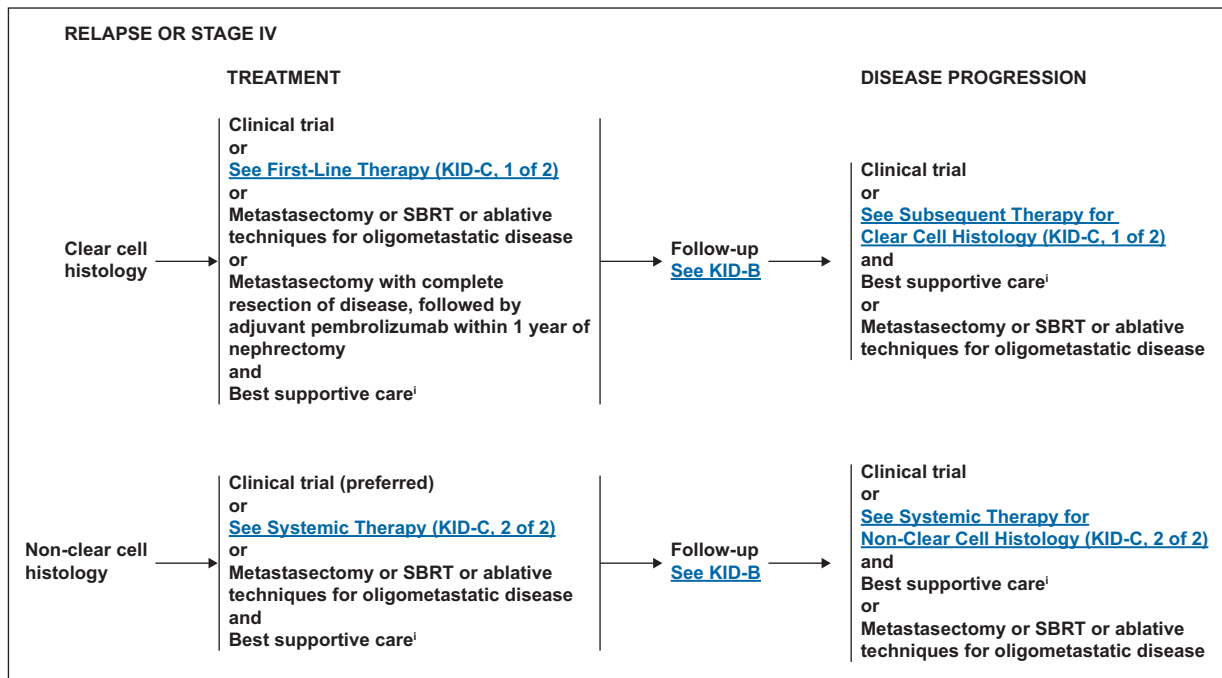 RELAPSE OR STAGE IV
TREATMENT
DISEASE PROGRESSION
Clear cell
histology
Clinical trial
or
See First-Line Therapy (KID-C, 1 of 2)
or
Metastasectomy or SBRT or ablative
techniques for oligometastatic disease
or
Metastasectomy with complete
resection of disease, followed by
adjuvant pembrolizumab within 1 year of
nephrectomy
and
Best supportive careⁱ
Follow-up
See KID-B
Clinical trial
or
See Subsequent Therapy for
Clear Cell Histology (KID-C, 1 of 2)
and
Best supportive careⁱ
or
Metastasectomy or SBRT or ablative
techniques for oligometastatic disease
Non-clear cell
histology
Clinical trial (preferred)
or
See Systemic Therapy (KID-C, 2 of 2)
or
Metastasectomy or SBRT or ablative
techniques for oligometastatic disease
and
Best supportive careⁱ
Follow-up
See KID-B
Clinical trial
or
See Systemic Therapy for
Non-Clear Cell Histology (KID-C, 2 of 2)
and
Best supportive careⁱ
or
Metastasectomy or SBRT or ablative
techniques for oligometastatic disease